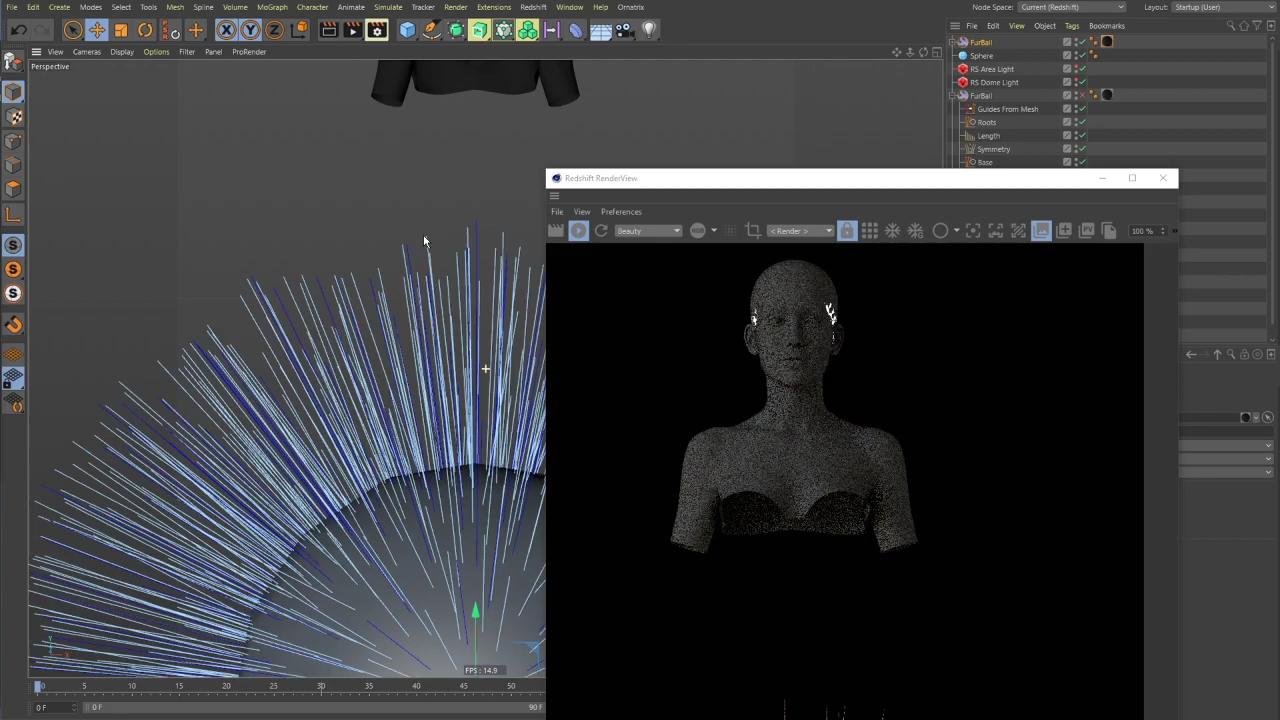 File Edit Create Modes Select Tools Mesh Spline Volume MoGraph Character Animate Simulate Tracker Render Extensions Redshift Window Help Ornatrix
Node Space: Current (Redshift) Layout: Startup (User)
View Cameras Display Options Filter Panel ProRender
File Edit View Object Tags Bookmarks
Perspective
FurBall
Sphere
RS Area Light
RS Dome Light
FurBall
Guides From Mesh
Roots
Length
Symmetry
Base
Redshift RenderView
File View Preferences
Beauty
RGB
< Render >
100 %
»
X Y Z
S
S
S
Y
X
FPS : 14.9
0 5 10 15 20 25 30 35 40 45 50
0 F
0 F
90 F